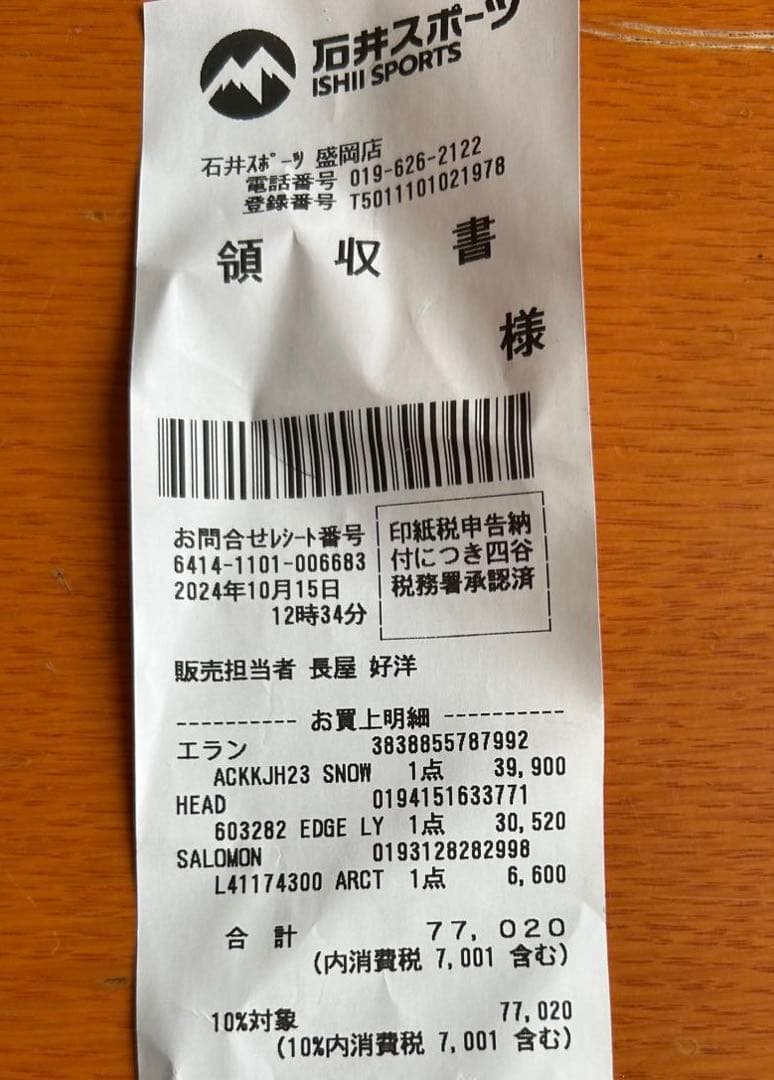 石井スポーツ
ISHII SPORTS
石井ｽﾎﾟｰﾂ 盛岡店
電話番号 019-626-2122
登録番号 T5011101021978
領 収 書
様
お問合せﾚｼｰﾄ番号
6414-1101-006683
2024年10月15日
12時34分
印紙税申告納
付につき四谷
税務署承認済
販売担当者 長屋 好洋
---------- お買上明細 ----------
エラン 3838855787992
ACKKJH23 SNOW 1点 39,900
HEAD 0194151633771
603282 EDGE LY 1点 30,520
SALOMON 0193128282998
L41174300 ARCT 1点 6,600
合 計 77,020
(内消費税 7,001 含む)
10%対象 77,020
(10%内消費税 7,001 含む)